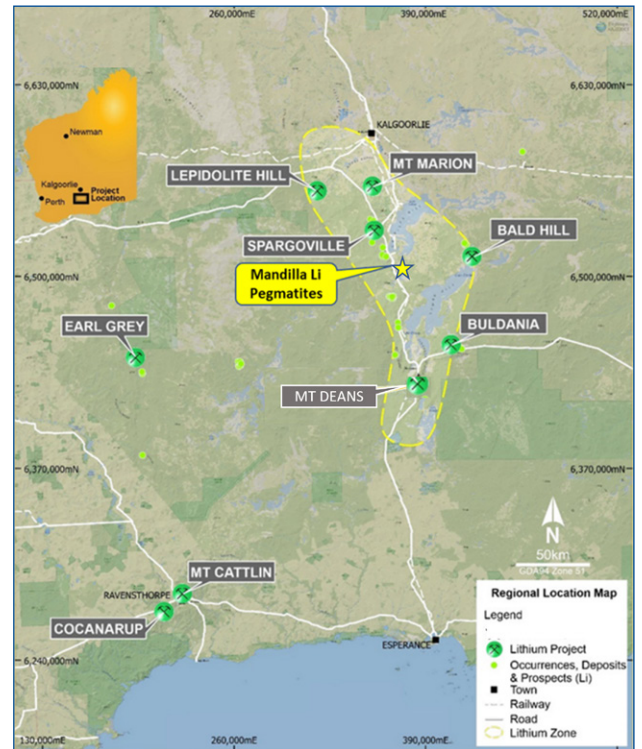 260,000mE
390,000mE
520,000mE
6,630,000mN
6,630,000mN
Newman
Kalgoorlie
Perth
Project
Location
KALGOORLIE
LEPIDOLITE HILL
MT MARION
SPARGOVILLE
BALD HILL
Mandilla Li
Pegmatites
6,500,000mN
6,500,000mN
EARL GREY
BULDANIA
MT DEANS
6,370,000mN
6,370,000mN
N
50km
GDA94 Zone 51
MT CATTLIN
RAVENSTHORPE
COCANARUP
ESPERANCE
6,240,000mN
130,000mE
260,000mE
390,000mE
Regional Location Map
Legend
Lithium Project
Occurrences, Deposits
& Prospects (Li)
Town
Railway
Road
Lithium Zone